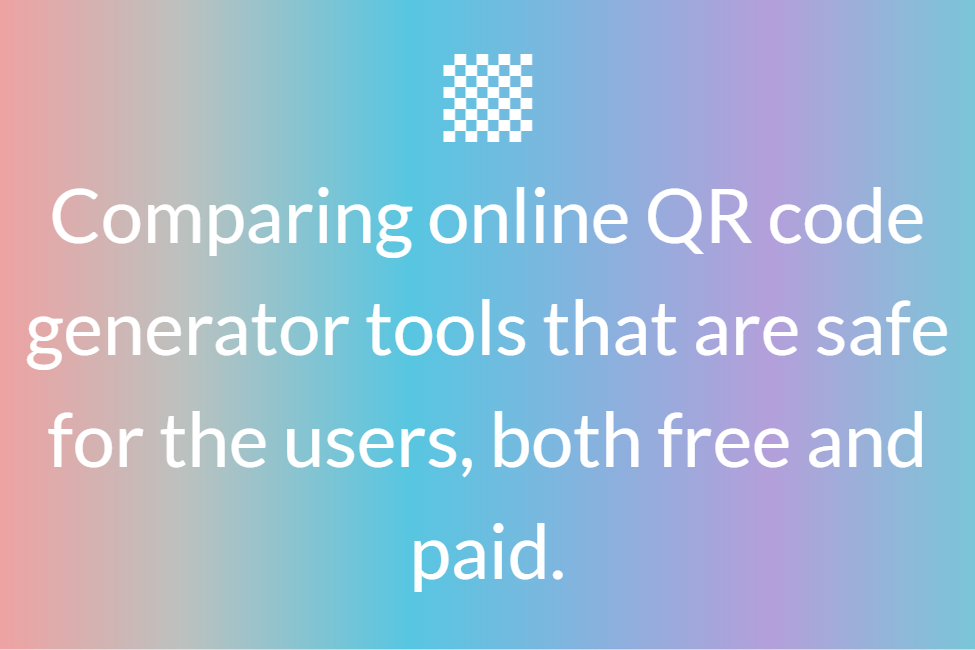 Comparing online QR code
generator tools that are safe
for the users, both free and
paid.